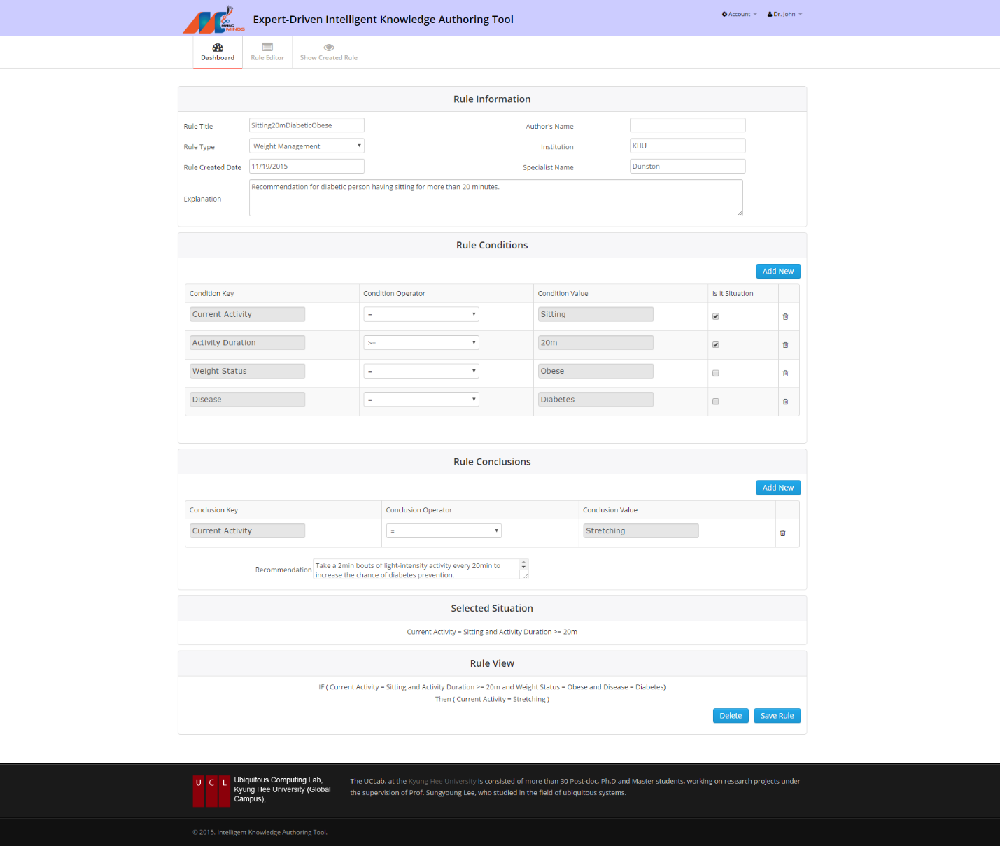 MINING
MINDS
Expert-Driven Intelligent Knowledge Authoring Tool
Account
Dr. John
Dashboard
Rule Editor
Show Created Rule
Rule Information
Rule Title
Sitting20mDiabeticObese
Author's Name
Rule Type
Weight Management
Institution
KHU
Rule Created Date
11/19/2015
Specialist Name
Dunston
Explanation
Recommendation for diabetic person having sitting for more than 20 minutes.
Rule Conditions
Add New
Condition Key
Condition Operator
Condition Value
Is it Situation
Current Activity
=
Sitting
Activity Duration
>=
20m
Weight Status
=
Obese
Disease
=
Diabetes
Rule Conclusions
Add New
Conclusion Key
Conclusion Operator
Conclusion Value
Current Activity
=
Stretching
Recommendation
Take a 2min bouts of light-intensity activity every 20min to
increase the chance of diabetes prevention.
Selected Situation
Current Activity = Sitting and Activity Duration >= 20m
Rule View
IF ( Current Activity = Sitting and Activity Duration >= 20m and Weight Status = Obese and Disease = Diabetes)
Then ( Current Activity = Stretching )
Delete
Save Rule
U C L
Ubiquitous Computing Lab,
Kyung Hee University (Global
Campus),
The UCLab. at the Kyung Hee University is consisted of more than 30 Post-doc, Ph.D and Master students, working on research projects under
the supervision of Prof. Sungyoung Lee, who studied in the field of ubiquitous systems.
© 2015. Intelligent Knowledge Authoring Tool.